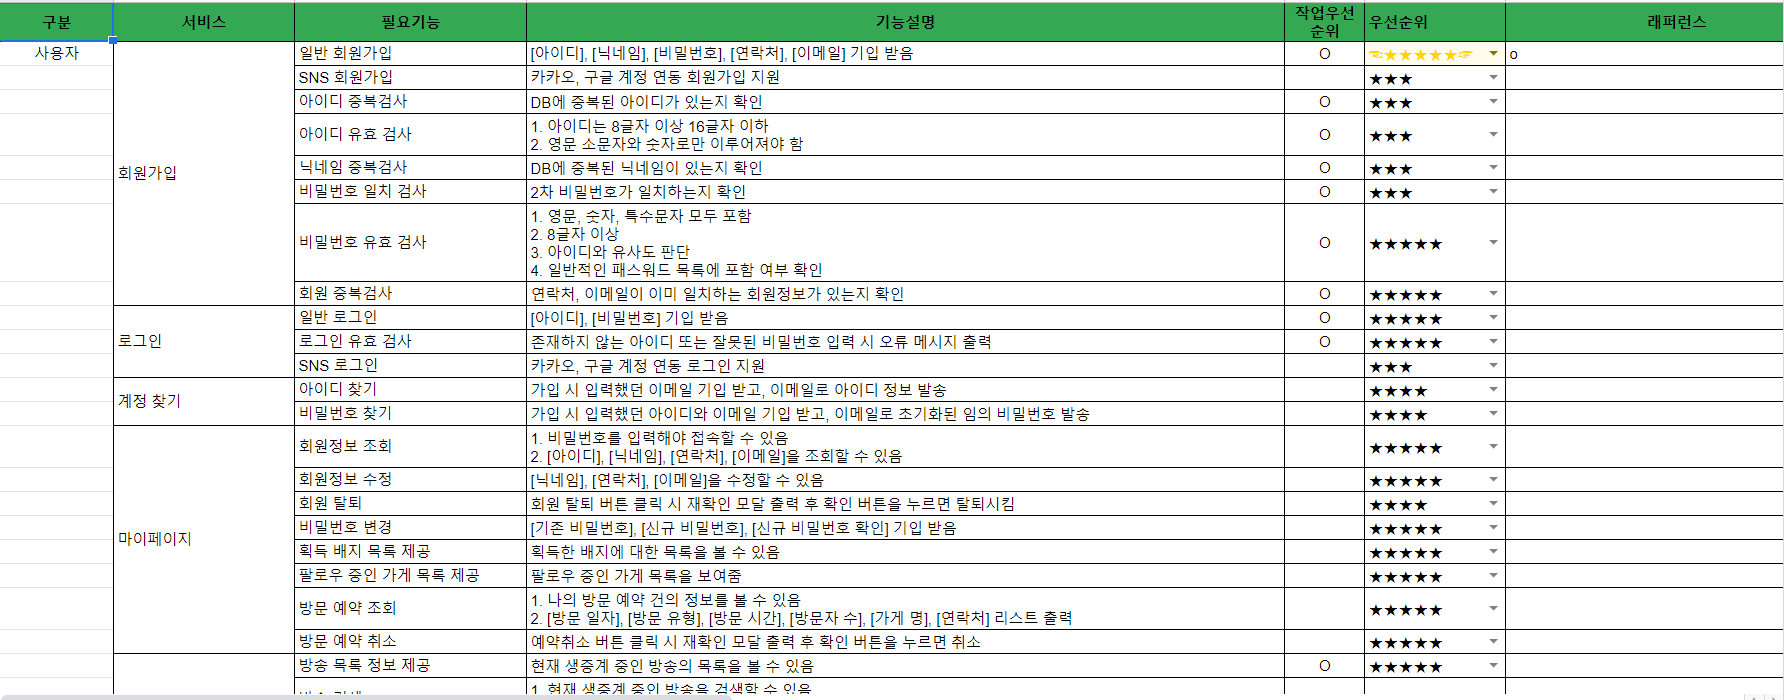 구분 서비스 필요기능 기능설명 작업우선순위 우선순위 래퍼런스
사용자 회원가입 일반 회원가입 [아이디], [닉네임], [비밀번호], [연락처], [이메일] 기입 받음 O ☜★★★★★☞ o
SNS 회원가입 카카오, 구글 계정 연동 회원가입 지원 ★★★
아이디 중복검사 DB에 중복된 아이디가 있는지 확인 O ★★★
아이디 유효 검사 1. 아이디는 8글자 이상 16글자 이하 O ★★★
2. 영문 소문자와 숫자로만 이루어져야 함
닉네임 중복검사 DB에 중복된 닉네임이 있는지 확인 O ★★★
비밀번호 일치 검사 2차 비밀번호가 일치하는지 확인 O ★★★
비밀번호 유효 검사 1. 영문, 숫자, 특수문자 모두 포함 O ★★★★★
2. 8글자 이상
3. 아이디와 유사도 판단
4. 일반적인 패스워드 목록에 포함 여부 확인
회원 중복검사 연락처, 이메일이 이미 일치하는 회원정보가 있는지 확인 O ★★★★★
로그인 일반 로그인 [아이디], [비밀번호] 기입 받음 O ★★★★★
로그인 유효 검사 존재하지 않는 아이디 또는 잘못된 비밀번호 입력 시 오류 메시지 출력 O ★★★★★
SNS 로그인 카카오, 구글 계정 연동 로그인 지원 ★★★
계정 찾기 아이디 찾기 가입 시 입력했던 이메일 기입 받고, 이메일로 아이디 정보 발송 ★★★★
비밀번호 찾기 가입 시 입력했던 아이디와 이메일 기입 받고, 이메일로 초기화된 임의 비밀번호 발송 ★★★★
마이페이지 회원정보 조회 1. 비밀번호를 입력해야 접속할 수 있음 ★★★★★
2. [아이디], [닉네임], [연락처], [이메일]을 조회할 수 있음
회원정보 수정 [닉네임], [연락처], [이메일]을 수정할 수 있음 ★★★★★
회원 탈퇴 회원 탈퇴 버튼 클릭 시 재확인 모달 출력 후 확인 버튼을 누르면 탈퇴시킴 ★★★★
비밀번호 변경 [기존 비밀번호], [신규 비밀번호], [신규 비밀번호 확인] 기입 받음 ★★★★★
획득 배지 목록 제공 획득한 배지에 대한 목록을 볼 수 있음 ★★★★★
팔로우 중인 가게 목록 제공 팔로우 중인 가게 목록을 보여줌 ★★★★★
방문 예약 조회 1. 나의 방문 예약 건의 정보를 볼 수 있음 ★★★★★
2. [방문 일자], [방문 유형], [방문 시간], [방문자 수], [가게 명], [연락처] 리스트 출력
방문 예약 취소 예약취소 버튼 클릭 시 재확인 모달 출력 후 확인 버튼을 누르면 취소 ★★★★★
방송 목록 정보 제공 현재 생중계 중인 방송의 목록을 볼 수 있음 O ★★★★★
1. 현재 생중계 중인 방송을 검색할 수 있음